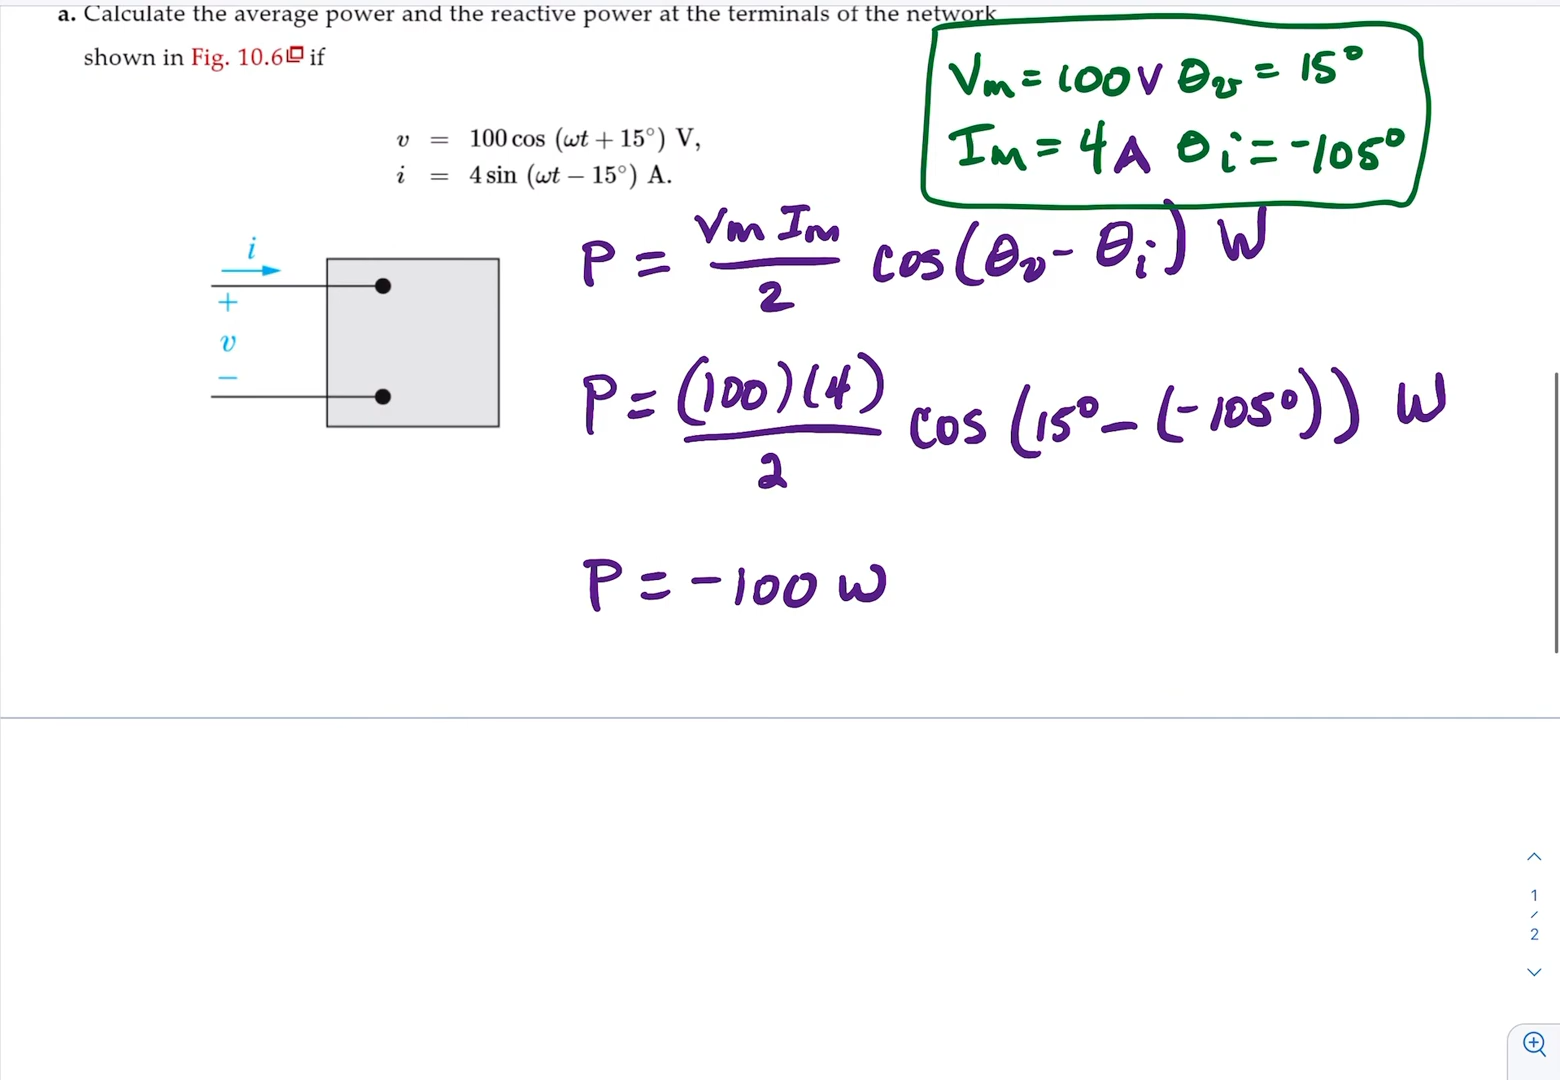 a. Calculate the average power and the reactive power at the terminals of the network
shown in Fig. 10.6 if
Vm = 100V θv = 15°
Im = 4A θi = -105°
v = 100 cos (ωt + 15°) V,
i = 4 sin (ωt − 15°) A.
P = Vm Im / 2 cos(θv - θi) W
i
+
v
−
P = (100)(4) / 2 cos (15° - (-105°)) W
P = -100 W
1
/
2